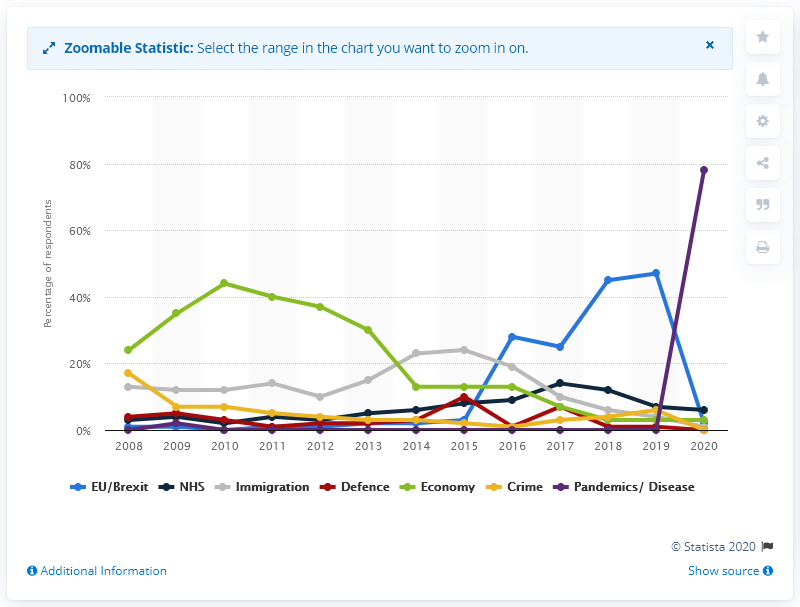 Zoomable Statistic: Select the range in the chart you want to zoom in on.
Percentage of respondents
100%
80%
60%
40%
20%
0%
2008 2009 2010 2011 2012 2013 2014 2015 2016 2017 2018 2019 2020
EU/Brexit NHS Immigration Defence Economy Crime Pandemics/ Disease
© Statista 2020
Additional Information Show source